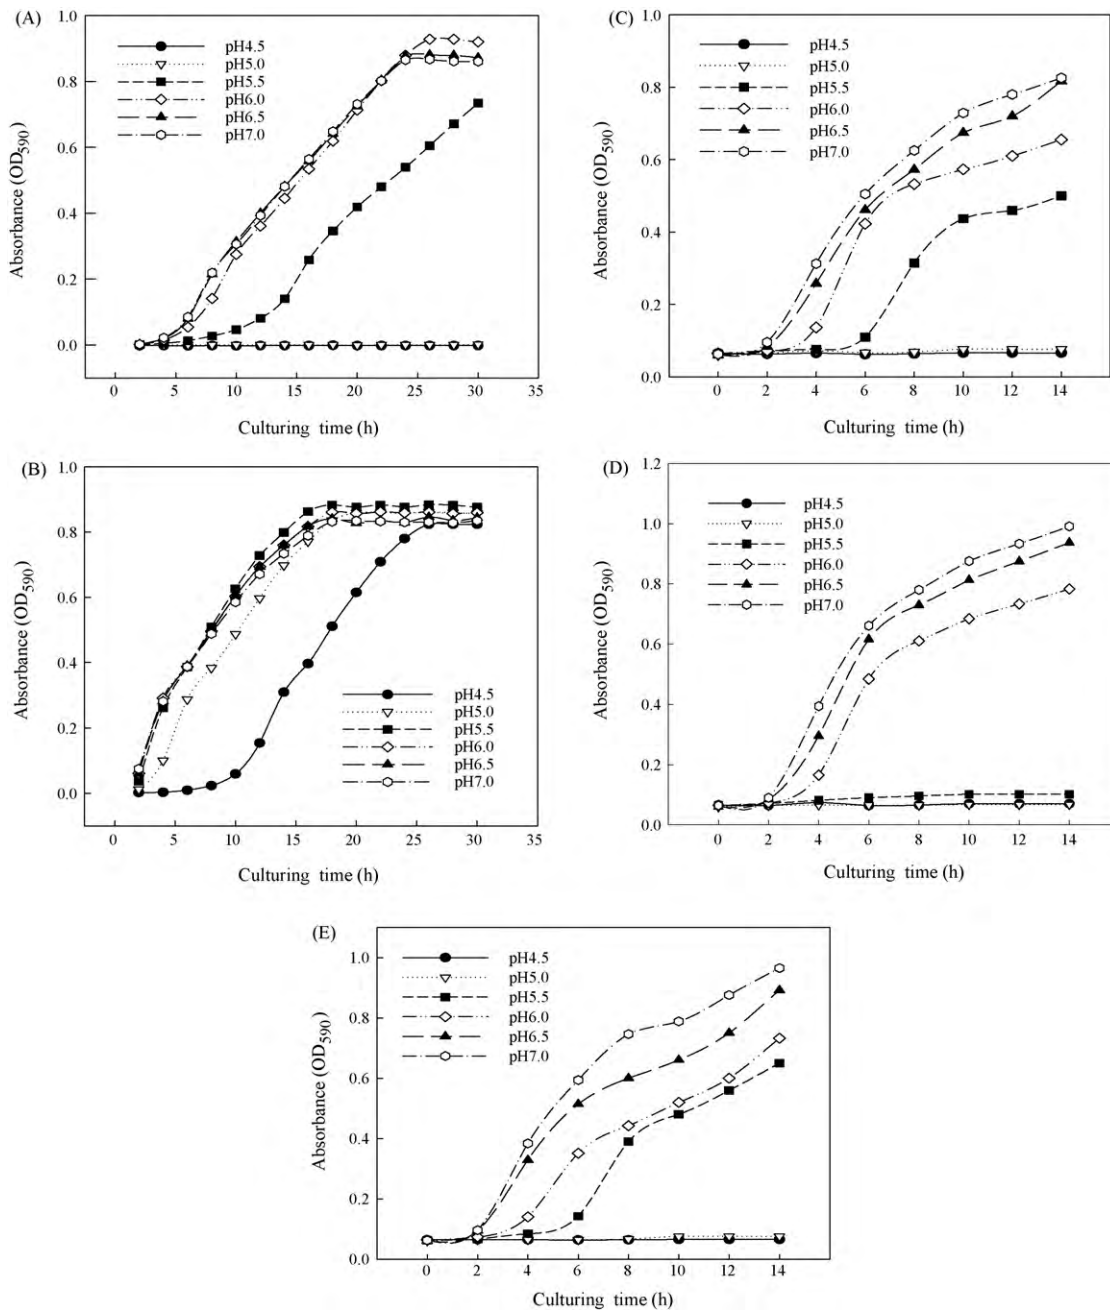 (A)
1.0
0.8
0.6
0.4
0.2
0.0
Absorbance (OD590)
pH4.5
pH5.0
pH5.5
pH6.0
pH6.5
pH7.0
0 5 10 15 20 25 30 35
Culturing time (h)
(C)
1.0
0.8
0.6
0.4
0.2
0.0
Absorbance (OD590)
pH4.5
pH5.0
pH5.5
pH6.0
pH6.5
pH7.0
0 2 4 6 8 10 12 14
Culturing time (h)
(B)
1.0
0.8
0.6
0.4
0.2
0.0
Absorbance (OD590)
pH4.5
pH5.0
pH5.5
pH6.0
pH6.5
pH7.0
0 5 10 15 20 25 30 35
Culturing time (h)
(D)
1.2
1.0
0.8
0.6
0.4
0.2
0.0
Absorbance (OD590)
pH4.5
pH5.0
pH5.5
pH6.0
pH6.5
pH7.0
0 2 4 6 8 10 12 14
Culturing time (h)
(E)
1.0
0.8
0.6
0.4
0.2
0.0
Absorbance (OD590)
pH4.5
pH5.0
pH5.5
pH6.0
pH6.5
pH7.0
0 2 4 6 8 10 12 14
Culturing time (h)